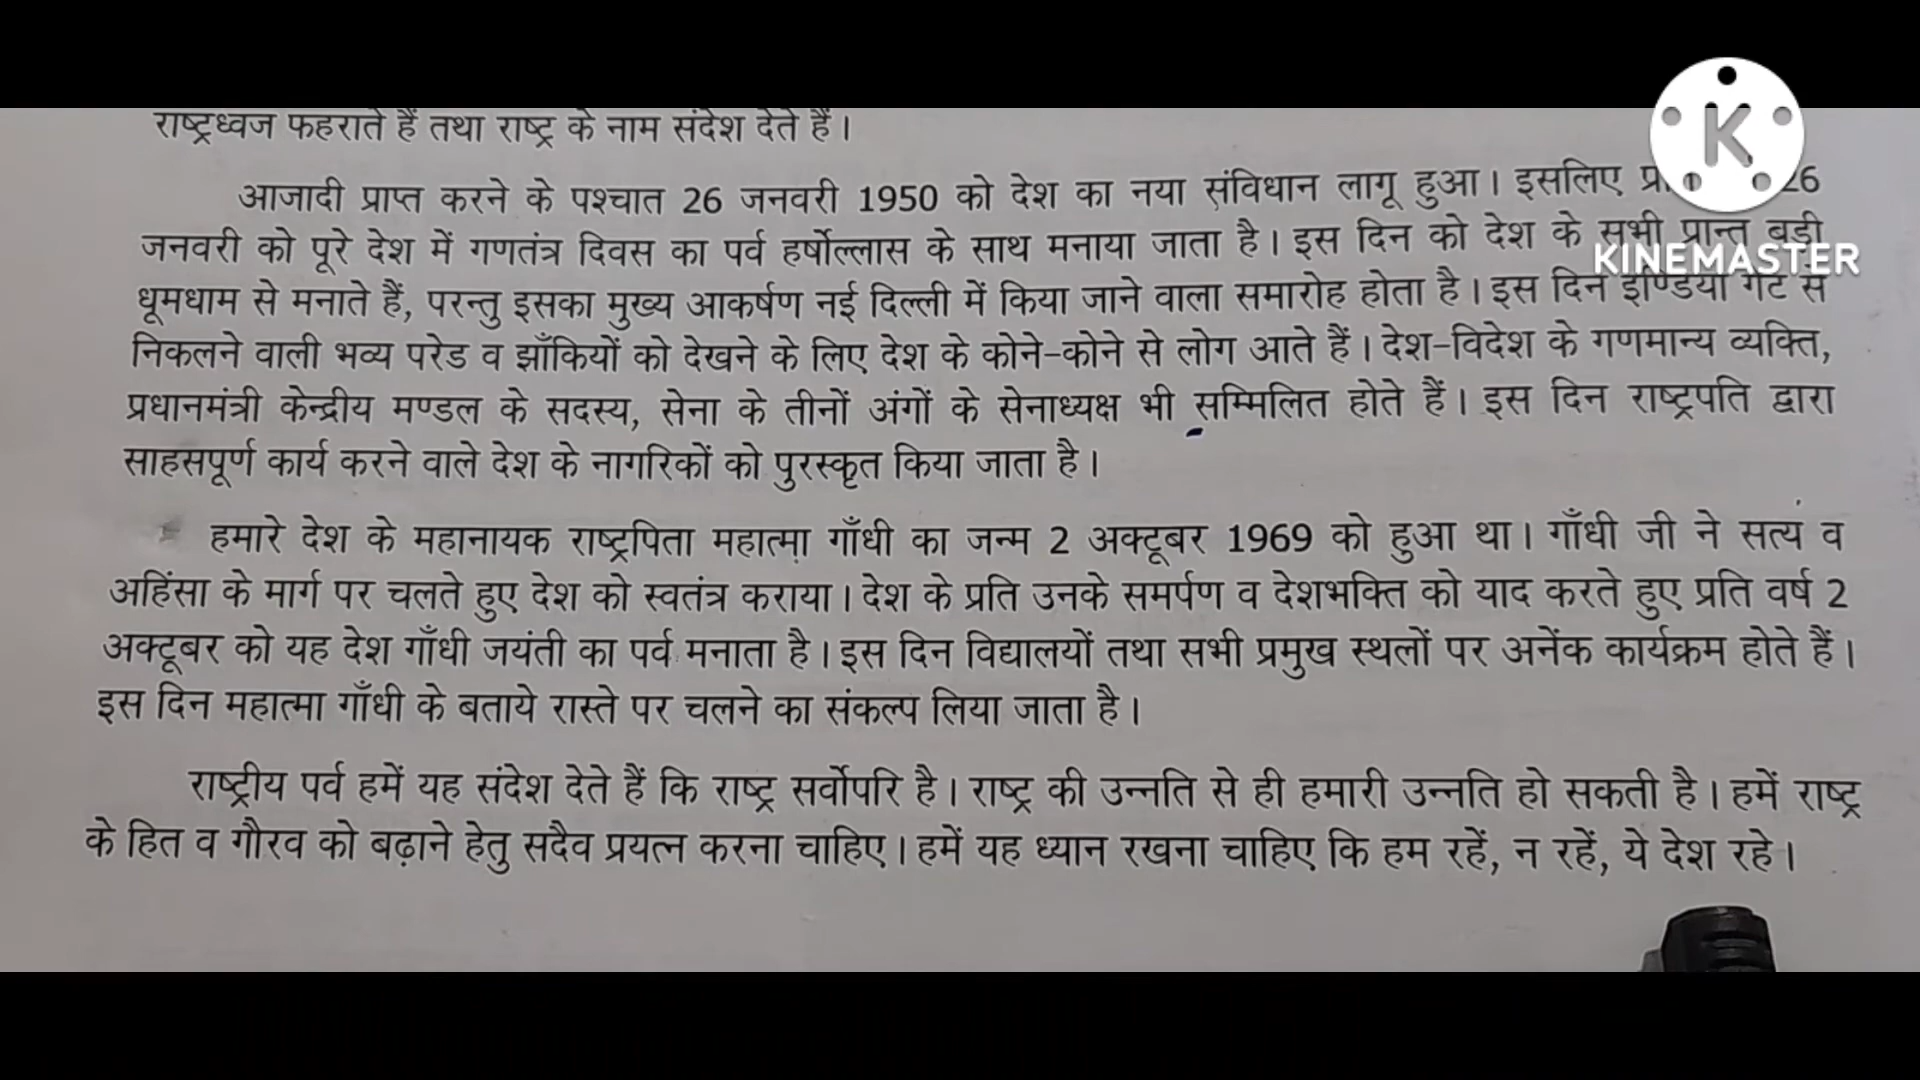 राष्ट्रध्वज फहराते हैं तथा राष्ट्र के नाम संदेश देते हैं।
K
आजादी प्राप्त करने के पश्चात 26 जनवरी 1950 को देश का नया संविधान लागू हुआ। इसलिए 26
जनवरी को पूरे देश में गणतंत्र दिवस का पर्व हर्षोल्लास के साथ मनाया जाता है। इस दिन को देश के सभी प्रान्त बड़ी
KINEMASTER
धूमधाम से मनाते हैं, परन्तु इसका मुख्य आकर्षण नई दिल्ली में किया जाने वाला समारोह होता है। इस दिन इण्डिया गेट से
निकलने वाली भव्य परेड व झाँकियों को देखने के लिए देश के कोने-कोने से लोग आते हैं। देश-विदेश के गणमान्य व्यक्ति,
प्रधानमंत्री केन्द्रीय मण्डल के सदस्य, सेना के तीनों अंगों के सेनाध्यक्ष भी सम्मिलित होते हैं। इस दिन राष्ट्रपति द्वारा
साहसपूर्ण कार्य करने वाले देश के नागरिकों को पुरस्कृत किया जाता है।
हमारे देश के महानायक राष्ट्रपिता महात्मा गाँधी का जन्म 2 अक्टूबर 1969 को हुआ था। गाँधी जी ने सत्य व
अहिंसा के मार्ग पर चलते हुए देश को स्वतंत्र कराया। देश के प्रति उनके समर्पण व देशभक्ति को याद करते हुए प्रति वर्ष 2
अक्टूबर को यह देश गाँधी जयंती का पर्व मनाता है। इस दिन विद्यालयों तथा सभी प्रमुख स्थलों पर अनेंक कार्यक्रम होते हैं।
इस दिन महात्मा गाँधी के बताये रास्ते पर चलने का संकल्प लिया जाता है।
राष्ट्रीय पर्व हमें यह संदेश देते हैं कि राष्ट्र सर्वोपरि है। राष्ट्र की उन्नति से ही हमारी उन्नति हो सकती है। हमें राष्ट्र
के हित व गौरव को बढ़ाने हेतु सदैव प्रयत्न करना चाहिए। हमें यह ध्यान रखना चाहिए कि हम रहें, न रहें, ये देश रहे।